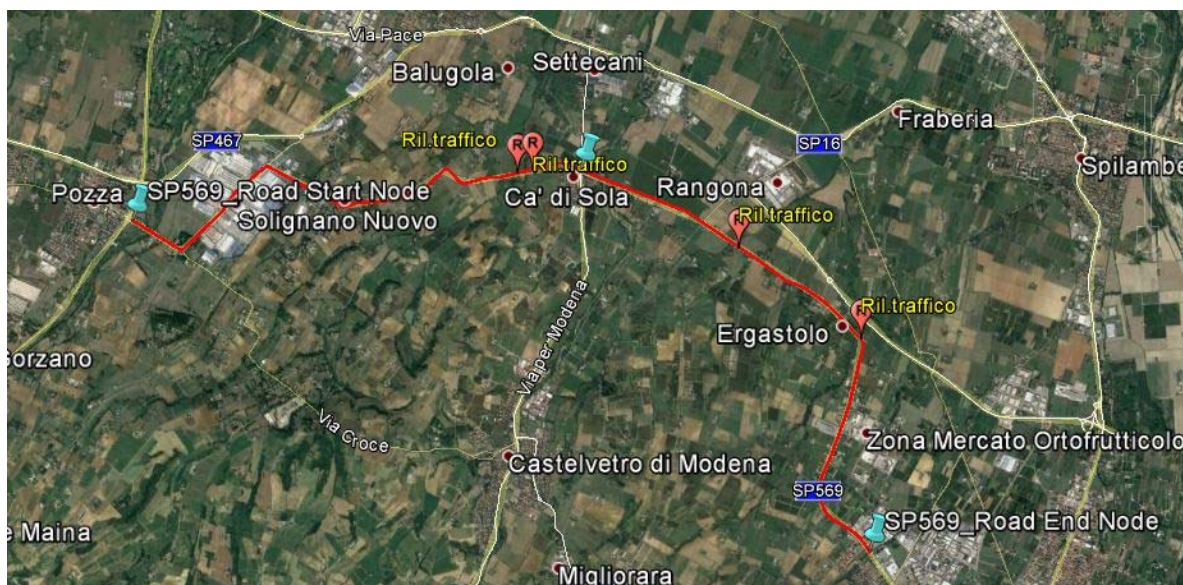 Via Pace
Settecani
Balugola
SP467
Ril.traffico
Ril.traffico
SP16
Fraberia
Spilambe
Pozza
SP569_Road Start Node
Ca' di Sola
Rangona
Solignano Nuovo
Ril.traffico
Via per Modena
Ril.traffico
Ergastolo
Gorzano
Via Croce
Zona Mercato Ortofrutticolo
Castelvetro di Modena
SP569
SP569_Road End Node
e Maina
Migliorara